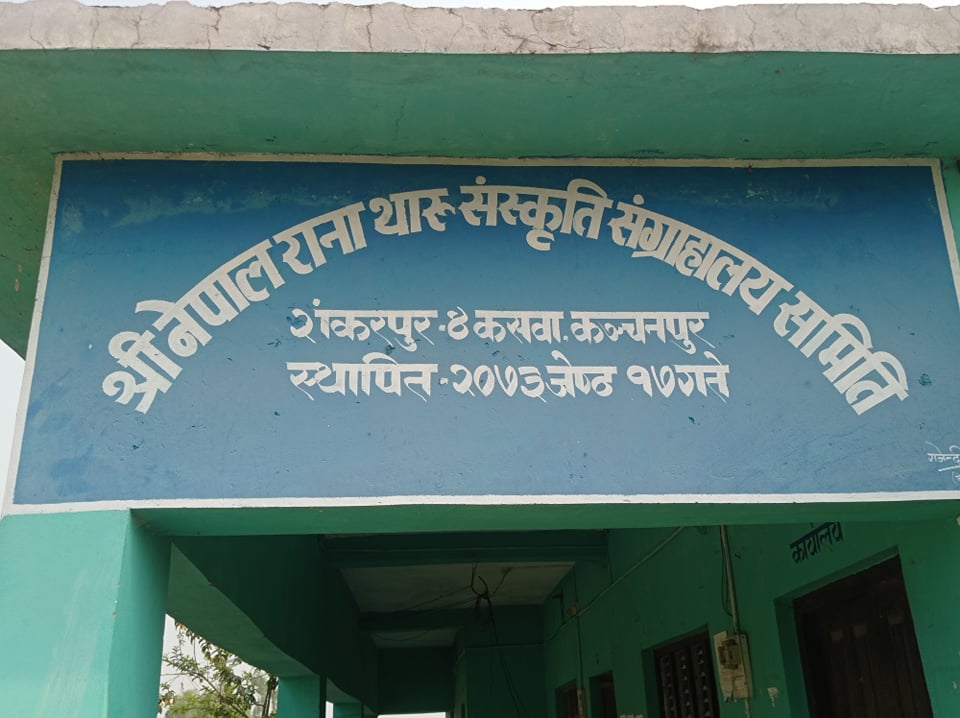 श्री नेपाल राना थारू संस्कृति संग्राहालय समिति
शंकरपुर-४ कसवा. कञ्चनपुर
स्थापित - २०७३ जेष्ठ १७ गते
कार्यालय